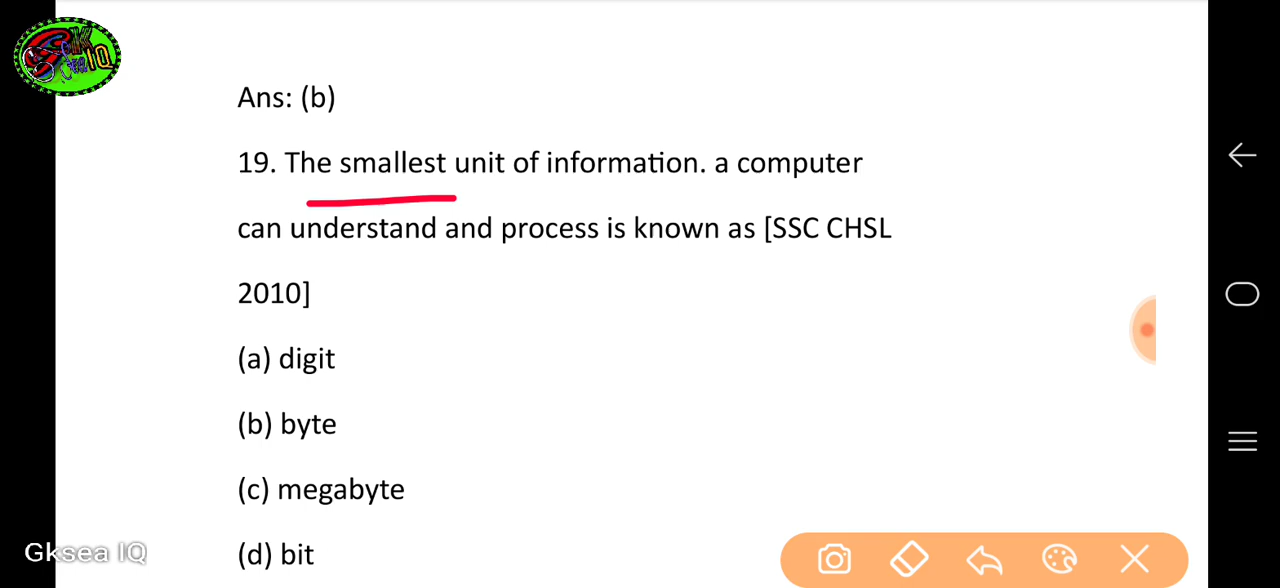 Ans: (b)
19. The smallest unit of information. a computer
can understand and process is known as [SSC CHSL
2010]
(a) digit
(b) byte
(c) megabyte
(d) bit
Gksea IQ